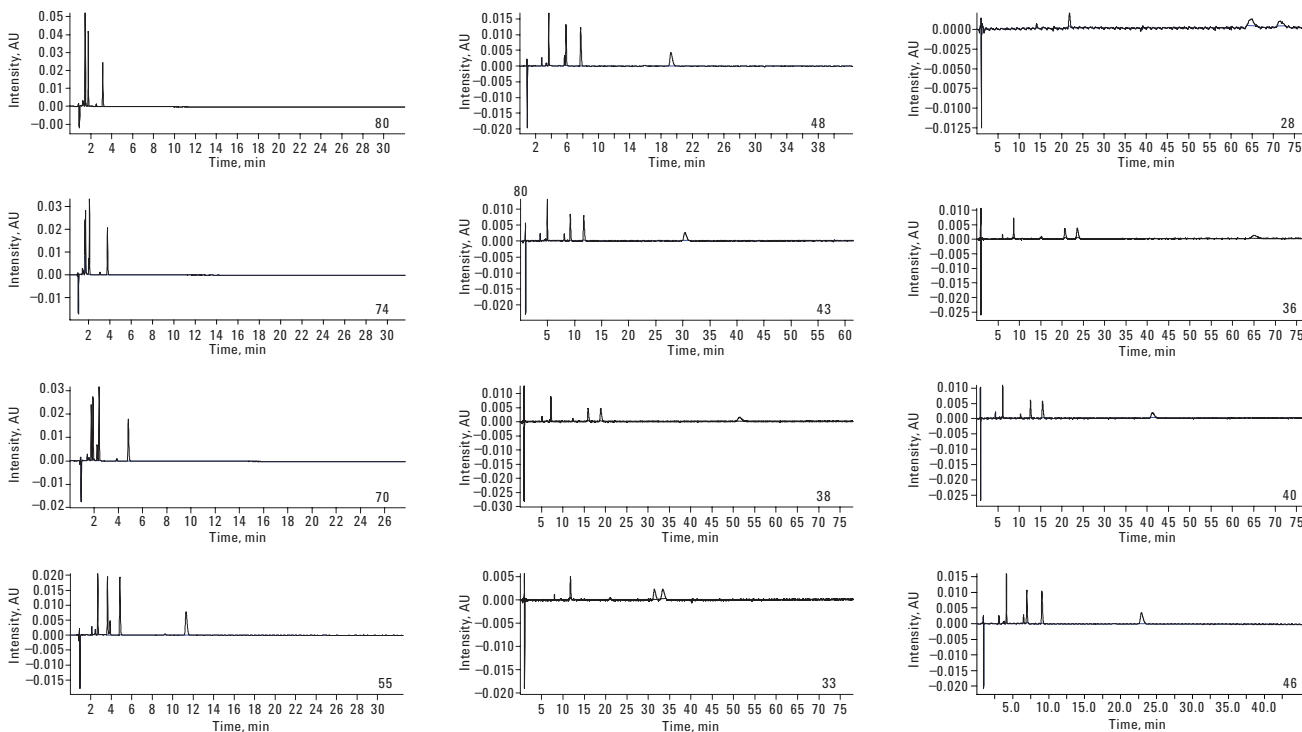 Intensity, AU
0.05
0.04
0.03
0.02
0.01
0.00
−0.00
80
2 4 6 8 10 12 14 16 18 20 22 24 26 28 30
Time, min
Intensity, AU
0.015
0.010
0.005
0.000
−0.005
−0.010
−0.015
−0.020
48
2 6 10 14 18 22 26 30 34 38
Time, min
Intensity, AU
0.0000
−0.0025
−0.0050
−0.0075
−0.0100
−0.0125
28
5 10 15 20 25 30 35 40 45 50 55 60 65 70 75
Time, min
Intensity, AU
0.03
0.02
0.01
0.00
−0.01
74
2 4 6 8 10 12 14 16 18 20 22 24 26 28 30
Time, min
80
Intensity, AU
0.010
0.005
0.000
−0.005
−0.010
−0.015
−0.020
43
5 10 15 20 25 30 35 40 45 50 55 60
Time, min
Intensity, AU
0.010
0.005
0.000
−0.005
−0.010
−0.015
−0.020
−0.025
36
5 10 15 20 25 30 35 40 45 50 55 60 65 70 75
Time, min
Intensity, AU
0.03
0.02
0.01
0.00
−0.01
−0.02
70
2 4 6 8 10 12 14 16 18 20 22 24 26
Time, min
Intensity, AU
0.010
0.005
0.000
−0.005
−0.010
−0.015
−0.020
−0.025
−0.030
38
5 10 15 20 25 30 35 40 45 50 55 60 65 70 75
Time, min
Intensity, AU
0.010
0.005
0.000
−0.005
−0.010
−0.015
−0.020
−0.025
40
5 10 15 20 25 30 35 40 45 50 55 60 65 70 75
Time, min
Intensity, AU
0.020
0.015
0.010
0.005
0.000
−0.005
−0.010
−0.015
55
2 4 6 8 10 12 14 16 18 20 22 24 26 28 30
Time, min
Intensity, AU
0.005
0.000
−0.005
−0.010
−0.015
−0.020
33
5 10 15 20 25 30 35 40 45 50 55 60 65 70 75
Time, min
Intensity, AU
0.015
0.010
0.005
0.000
−0.005
−0.010
−0.015
−0.020
46
5.0 10.0 15.0 20.0 25.0 30.0 35.0 40.0
Time, min